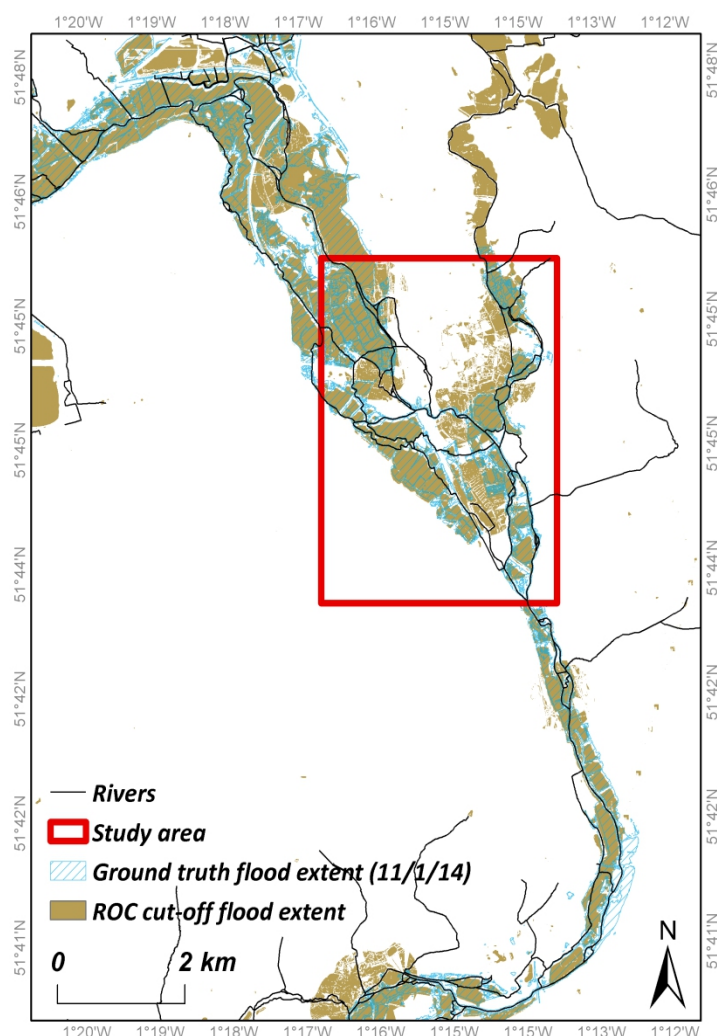 1°20'W 1°19'W 1°18'W 1°17'W 1°16'W 1°15'W 1°15'W 1°13'W 1°12'W
51°48'N 51°48'N
51°46'N 51°46'N
51°45'N 51°45'N
51°45'N 51°45'N
51°44'N 51°44'N
51°42'N 51°42'N
51°42'N 51°42'N
51°41'N 51°41'N
Rivers
Study area
Ground truth flood extent (11/1/14)
ROC cut-off flood extent
N
0 2 km
1°20'W 1°19'W 1°18'W 1°17'W 1°16'W 1°15'W 1°15'W 1°13'W 1°12'W